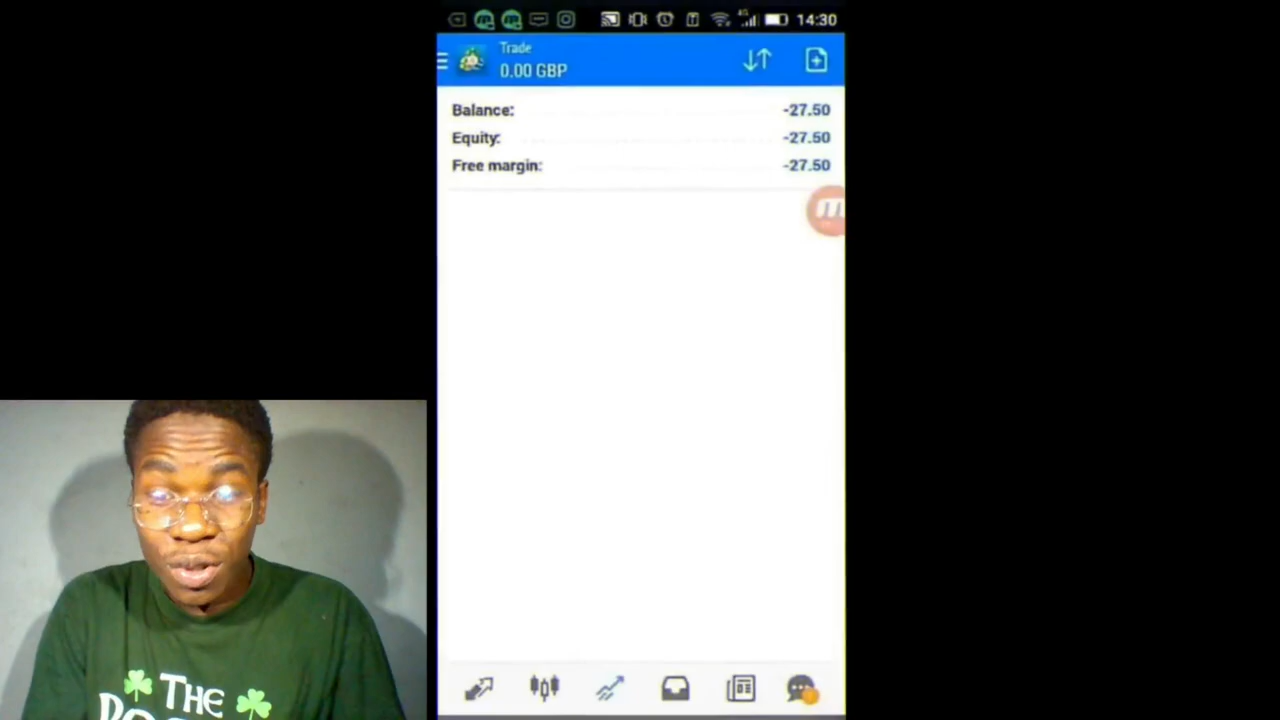 14:30
Trade
0.00 GBP
Balance: -27.50
Equity: -27.50
Free margin: -27.50
THE